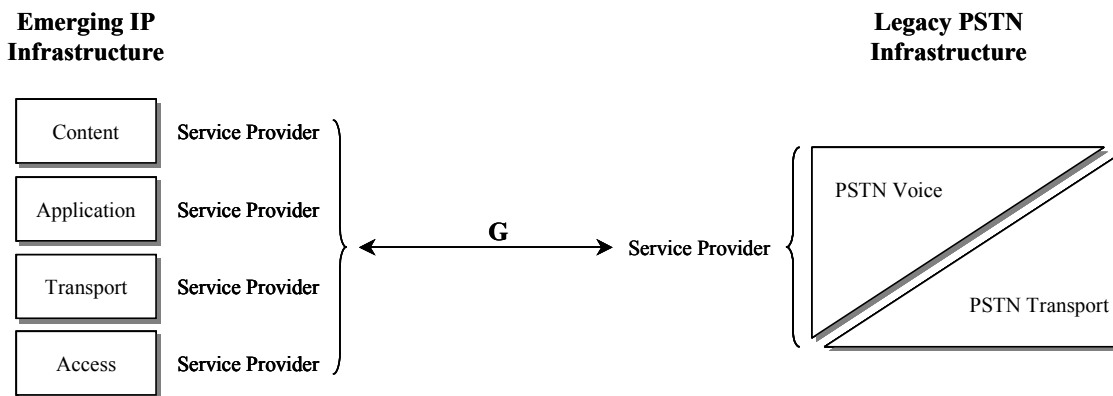 Emerging IP
Infrastructure
Legacy PSTN
Infrastructure
Content
Service Provider
Application
Service Provider
Transport
Service Provider
Access
Service Provider
G
Service Provider
PSTN Voice
PSTN Transport